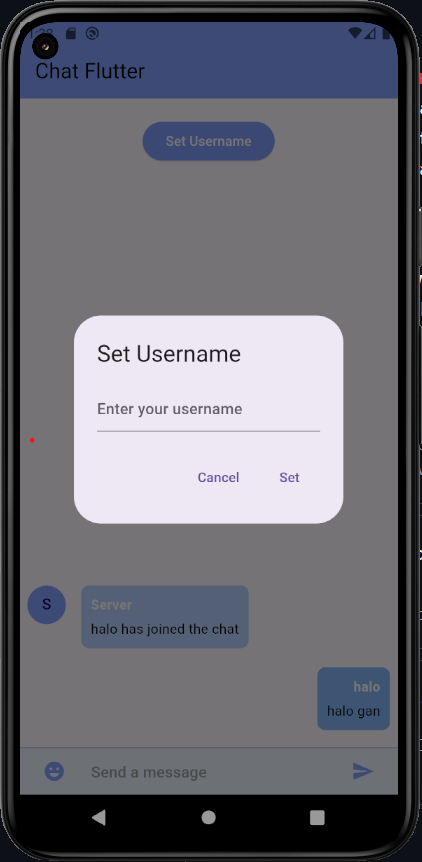 Chat Flutter
Set Username
Set Username
Enter your username
Cancel Set
S
Server
halo has joined the chat
halo
halo gan
Send a message